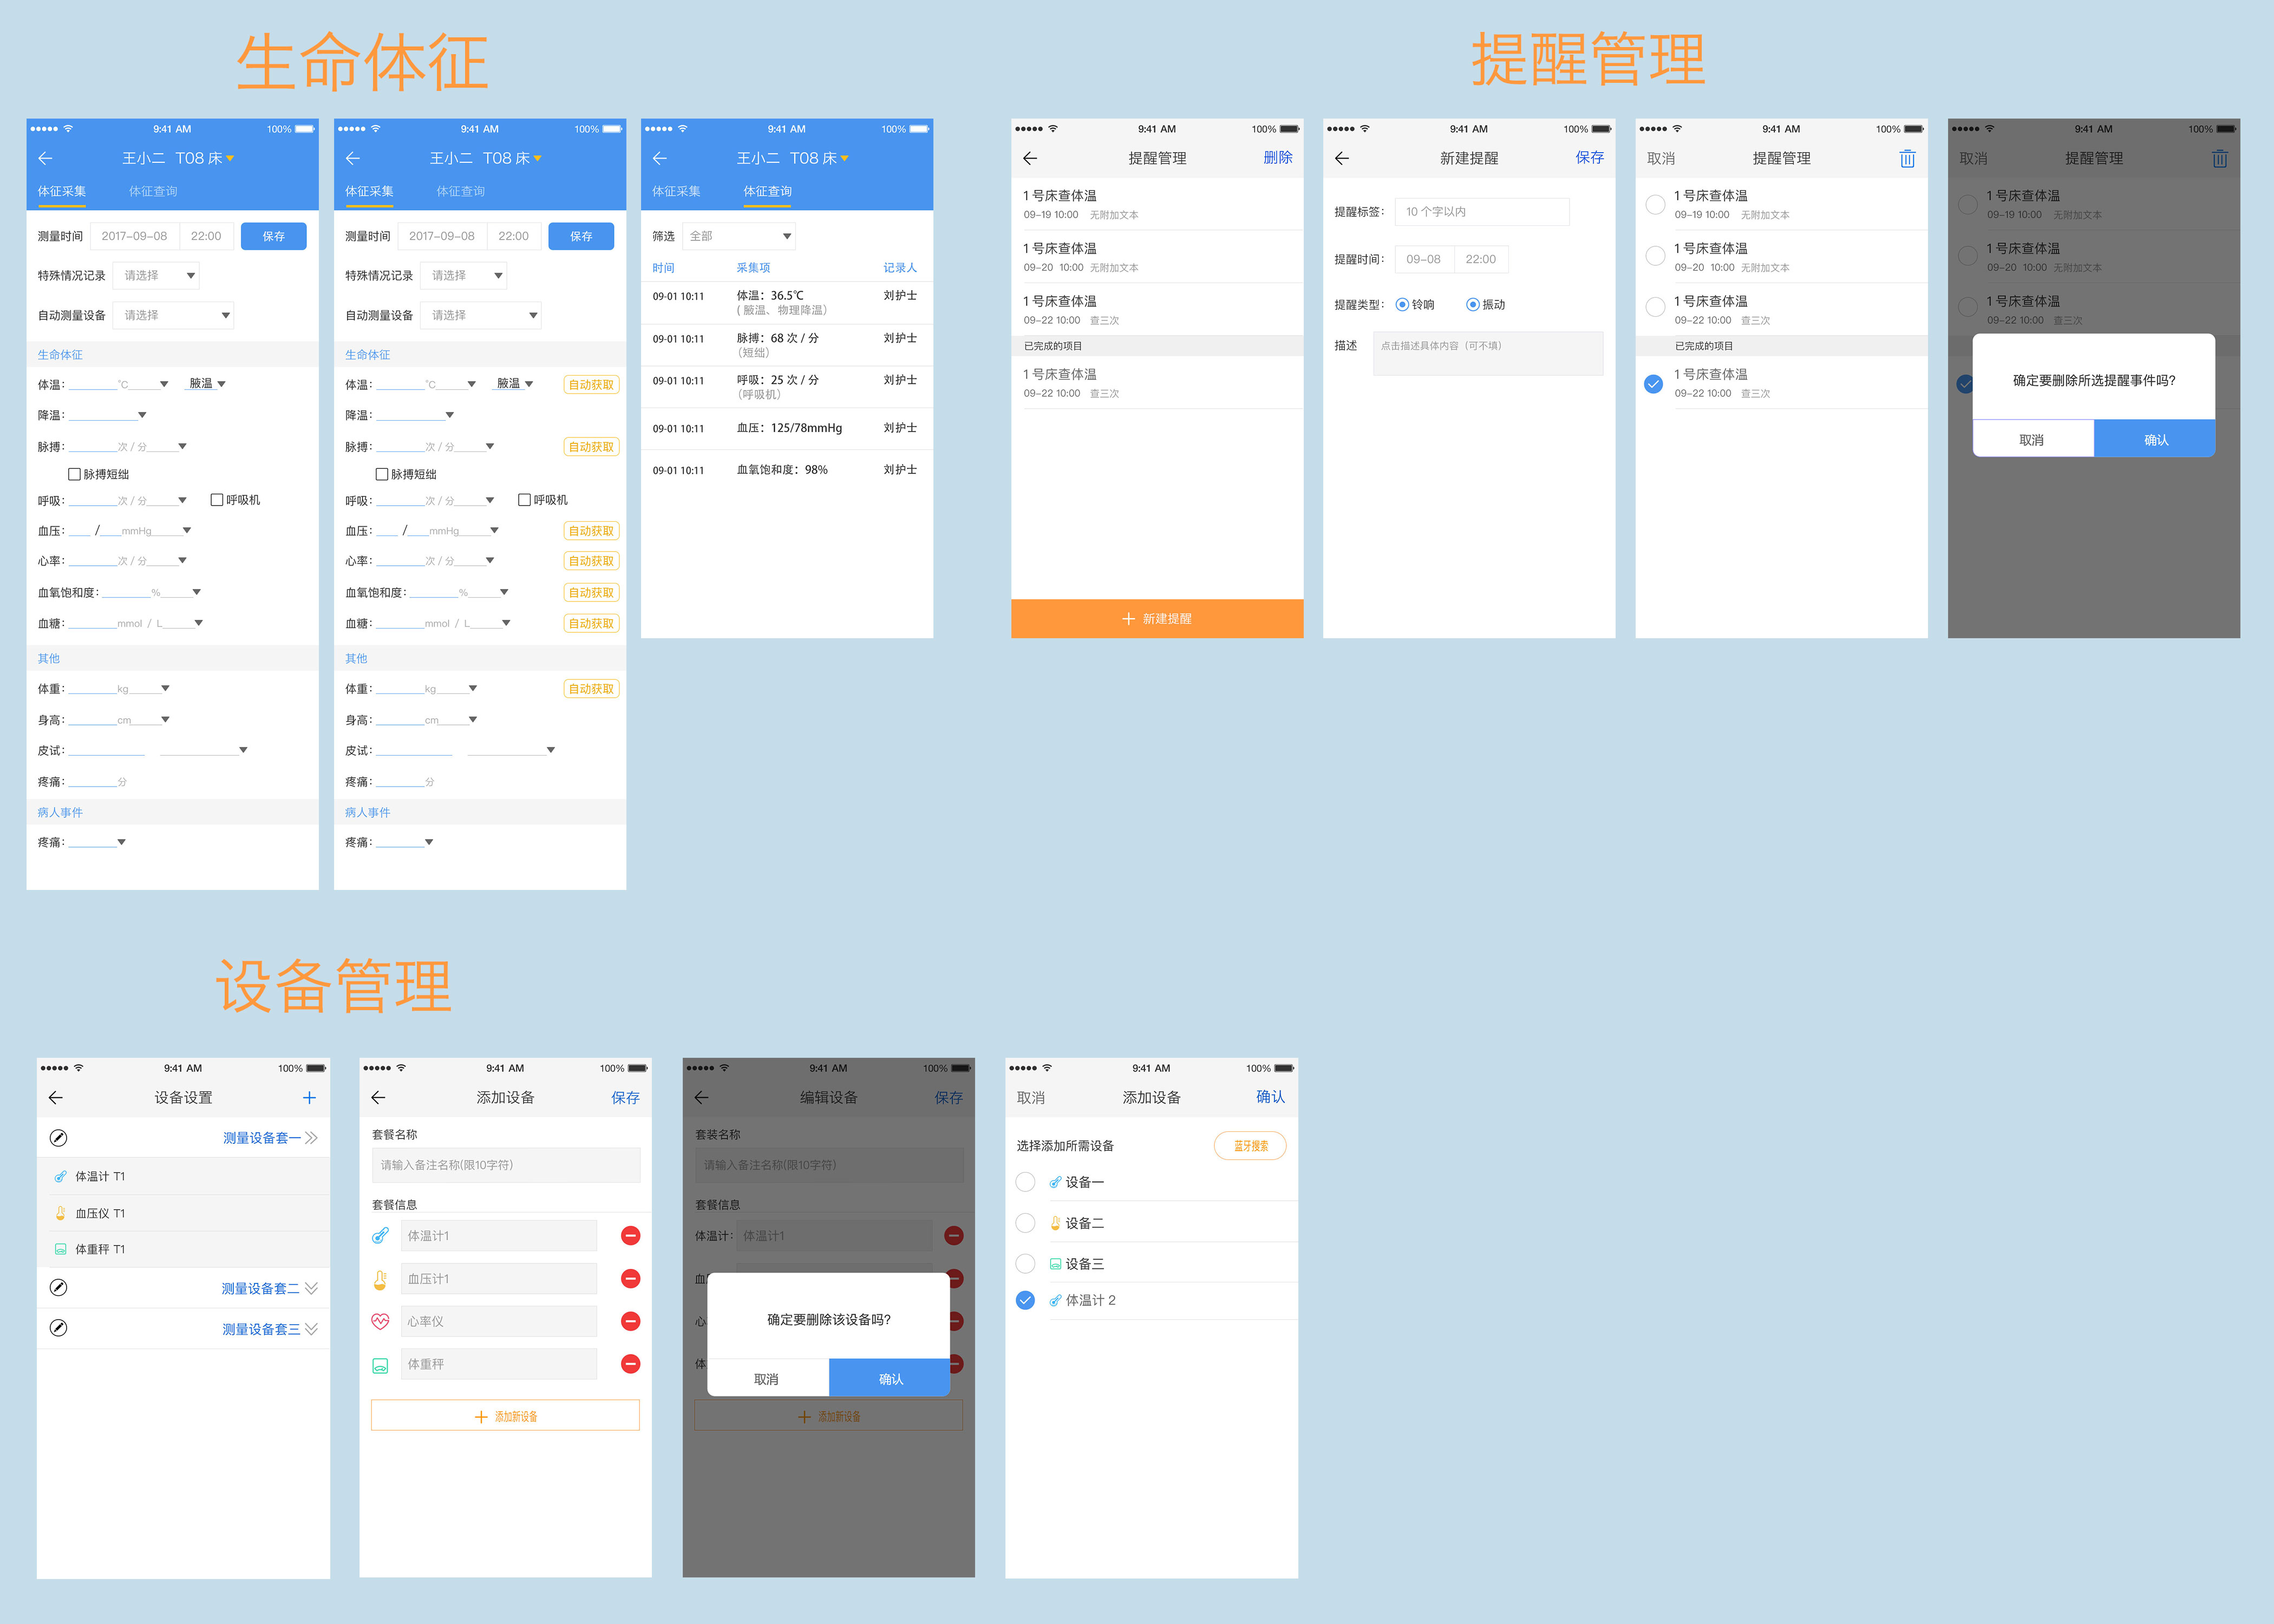 生命体征
9:41 AM 100%
王小二 T08 床
体征采集 体征查询
测量时间 2017-09-08 22:00 保存
特殊情况记录 请选择
自动测量设备 请选择
生命体征
体温: ℃ 腋温
降温:
脉搏: 次 / 分
脉搏短绌
呼吸: 次 / 分 呼吸机
血压: / mmHg
心率: 次 / 分
血氧饱和度: %
血糖: mmol / L
其他
体重: kg
身高: cm
皮试:
疼痛: 分
病人事件
疼痛:
9:41 AM 100%
王小二 T08 床
体征采集 体征查询
测量时间 2017-09-08 22:00 保存
特殊情况记录 请选择
自动测量设备 请选择
生命体征
体温: ℃ 腋温 自动获取
降温:
脉搏: 次 / 分 自动获取
脉搏短绌
呼吸: 次 / 分 呼吸机
血压: / mmHg 自动获取
心率: 次 / 分 自动获取
血氧饱和度: % 自动获取
血糖: mmol / L 自动获取
其他
体重: kg 自动获取
身高: cm
皮试:
疼痛: 分
病人事件
疼痛:
9:41 AM 100%
王小二 T08 床
体征采集 体征查询
筛选 全部
时间 采集项 记录人
09-01 10:11 体温：36.5℃ 刘护士
( 腋温、物理降温）
09-01 10:11 脉搏：68 次 / 分 刘护士
（短绌）
09-01 10:11 呼吸：25 次 / 分 刘护士
（呼吸机）
09-01 10:11 血压：125/78mmHg 刘护士
09-01 10:11 血氧饱和度：98% 刘护士
提醒管理
9:41 AM 100%
提醒管理 删除
1 号床查体温
09-19 10:00 无附加文本
1 号床查体温
09-20 10:00 无附加文本
1 号床查体温
09-22 10:00 查三次
已完成的项目
1 号床查体温
09-22 10:00 查三次
新建提醒
9:41 AM 100%
新建提醒 保存
提醒标签： 10 个字以内
提醒时间： 09-08 22:00
提醒类型： 铃响 振动
描述 点击描述具体内容（可不填）
9:41 AM 100%
取消 提醒管理
1 号床查体温
09-19 10:00 无附加文本
1 号床查体温
09-20 10:00 无附加文本
1 号床查体温
09-22 10:00 查三次
已完成的项目
1 号床查体温
09-22 10:00 查三次
9:41 AM 100%
取消 提醒管理
1 号床查体温
09-19 10:00 无附加文本
1 号床查体温
09-20 10:00 无附加文本
1 号床查体温
09-22 10:00 查三次
确定要删除所选提醒事件吗?
取消 确认
设备管理
9:41 AM 100%
设备设置
测量设备套一
体温计 T1
血压仪 T1
体重秤 T1
测量设备套二
测量设备套三
9:41 AM 100%
添加设备 保存
套餐名称
请输入备注名称(限10字符)
套餐信息
体温计1
血压计1
心率仪
体重秤
添加新设备
9:41 AM 100%
编辑设备 保存
套装名称
请输入备注名称(限10字符)
套餐信息
体温计： 体温计1
血
心
体
确定要删除该设备吗?
取消 确认
添加新设备
9:41 AM 100%
取消 添加设备 确认
选择添加所需设备 蓝牙搜索
设备一
设备二
设备三
体温计 2